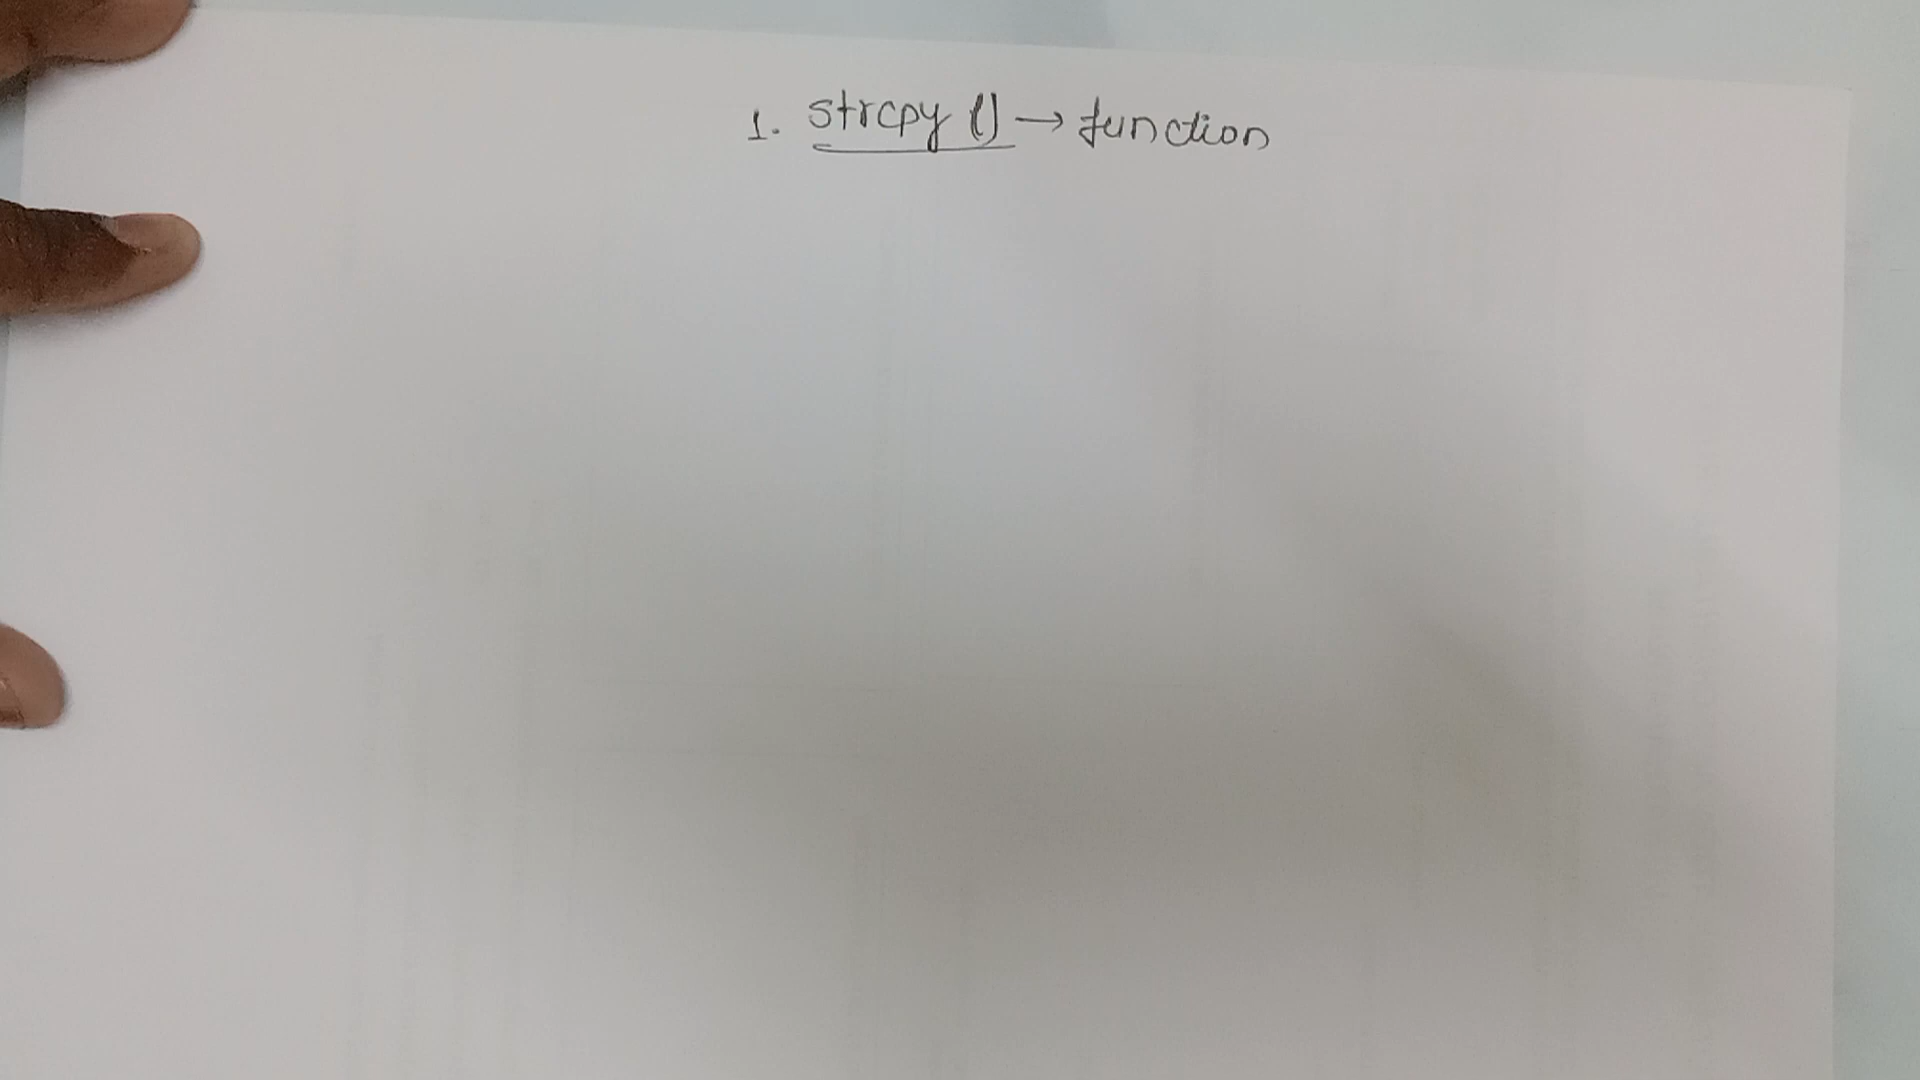 1. strcpy () → function